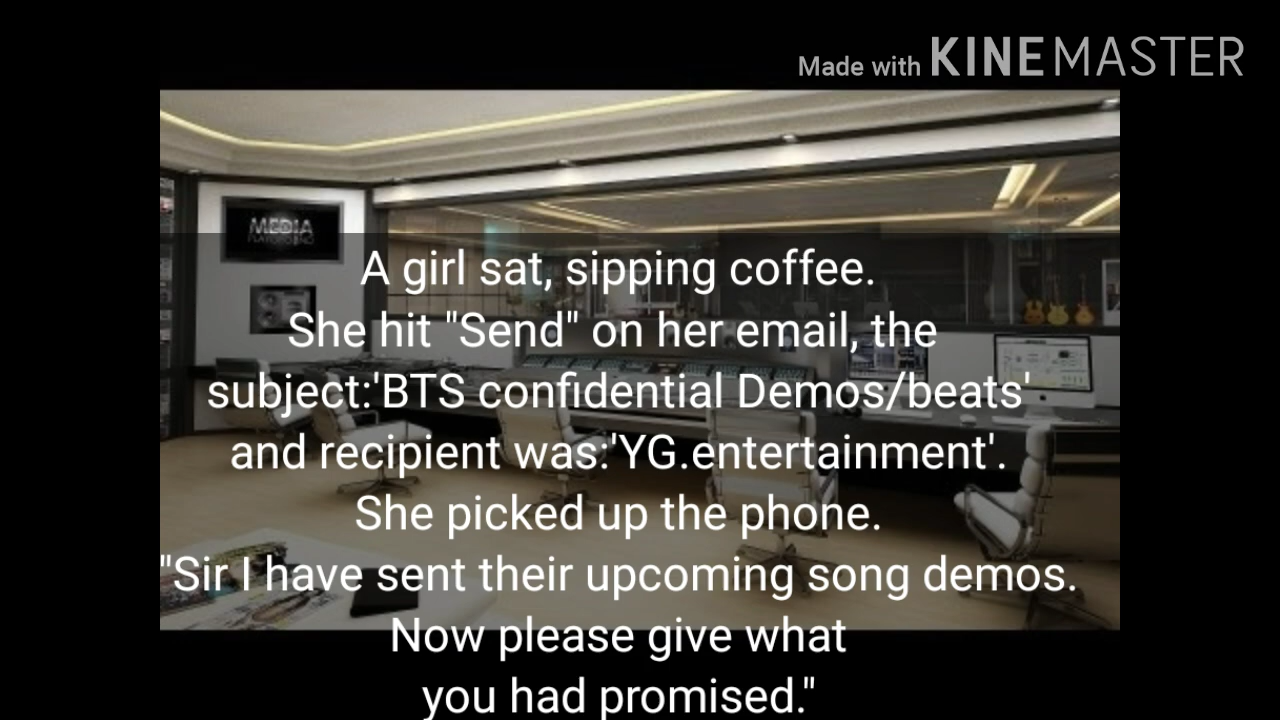 Made with KINEMASTER
MEDIA
A girl sat, sipping coffee.
She hit "Send" on her email, the
subject:'BTS confidential Demos/beats'
and recipient was:'YG.entertainment'.
She picked up the phone.
"Sir I have sent their upcoming song demos.
Now please give what
you had promised."